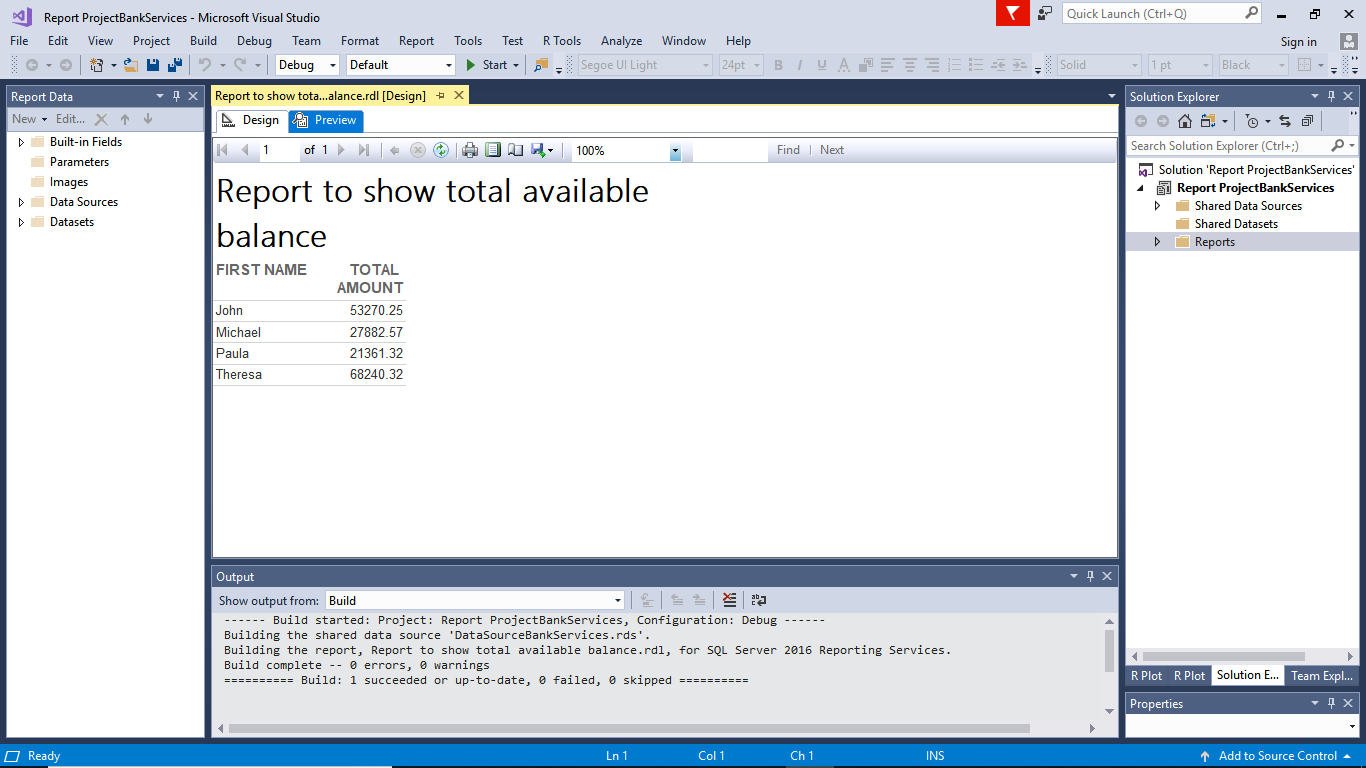 Report ProjectBankServices - Microsoft Visual Studio
Quick Launch (Ctrl+Q)
File Edit View Project Build Debug Team Format Report Tools Test R Tools Analyze Window Help
Sign in
Debug Default Start Segoe UI Light 24pt B I U A Solid 1 pt Black
Report Data
New Edit...
Built-in Fields
Parameters
Images
Data Sources
Datasets
Report to show tota...alance.rdl [Design]
Design Preview
1 of 1 100% Find | Next
Report to show total available
balance
FIRST NAME TOTAL
AMOUNT
John 53270.25
Michael 27882.57
Paula 21361.32
Theresa 68240.32
Output
Show output from: Build
------ Build started: Project: Report ProjectBankServices, Configuration: Debug ------
Building the shared data source 'DataSourceBankServices.rds'.
Building the report, Report to show total available balance.rdl, for SQL Server 2016 Reporting Services.
Build complete -- 0 errors, 0 warnings
========== Build: 1 succeeded or up-to-date, 0 failed, 0 skipped ==========
Solution Explorer
Search Solution Explorer (Ctrl+;)
Solution 'Report ProjectBankServices'
Report ProjectBankServices
Shared Data Sources
Shared Datasets
Reports
R Plot R Plot Solution E... Team Expl...
Properties
Ready Ln 1 Col 1 Ch 1 INS Add to Source Control